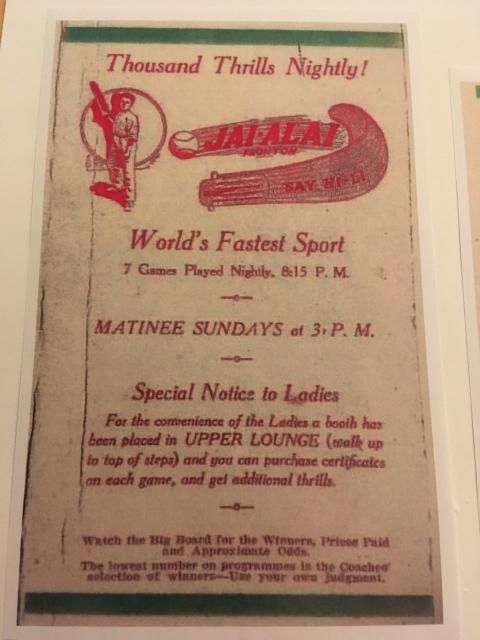 Thousand Thrills Nightly!
JAI-ALAI
FRONTON
SAY HI-LI
World's Fastest Sport
7 Games Played Nightly, 8:15 P. M.
MATINEE SUNDAYS at 3 P. M.
Special Notice to Ladies
For the convenience of the Ladies a booth has
been placed in UPPER LOUNGE (walk up
to top of steps) and you can purchase certificates
on each game, and get additional thrills.
Watch the Big Board for the Winners, Prices Paid
and Approximate Odds.
The lowest number on programmes is the Coaches'
selection of winners—Use your own judgment.